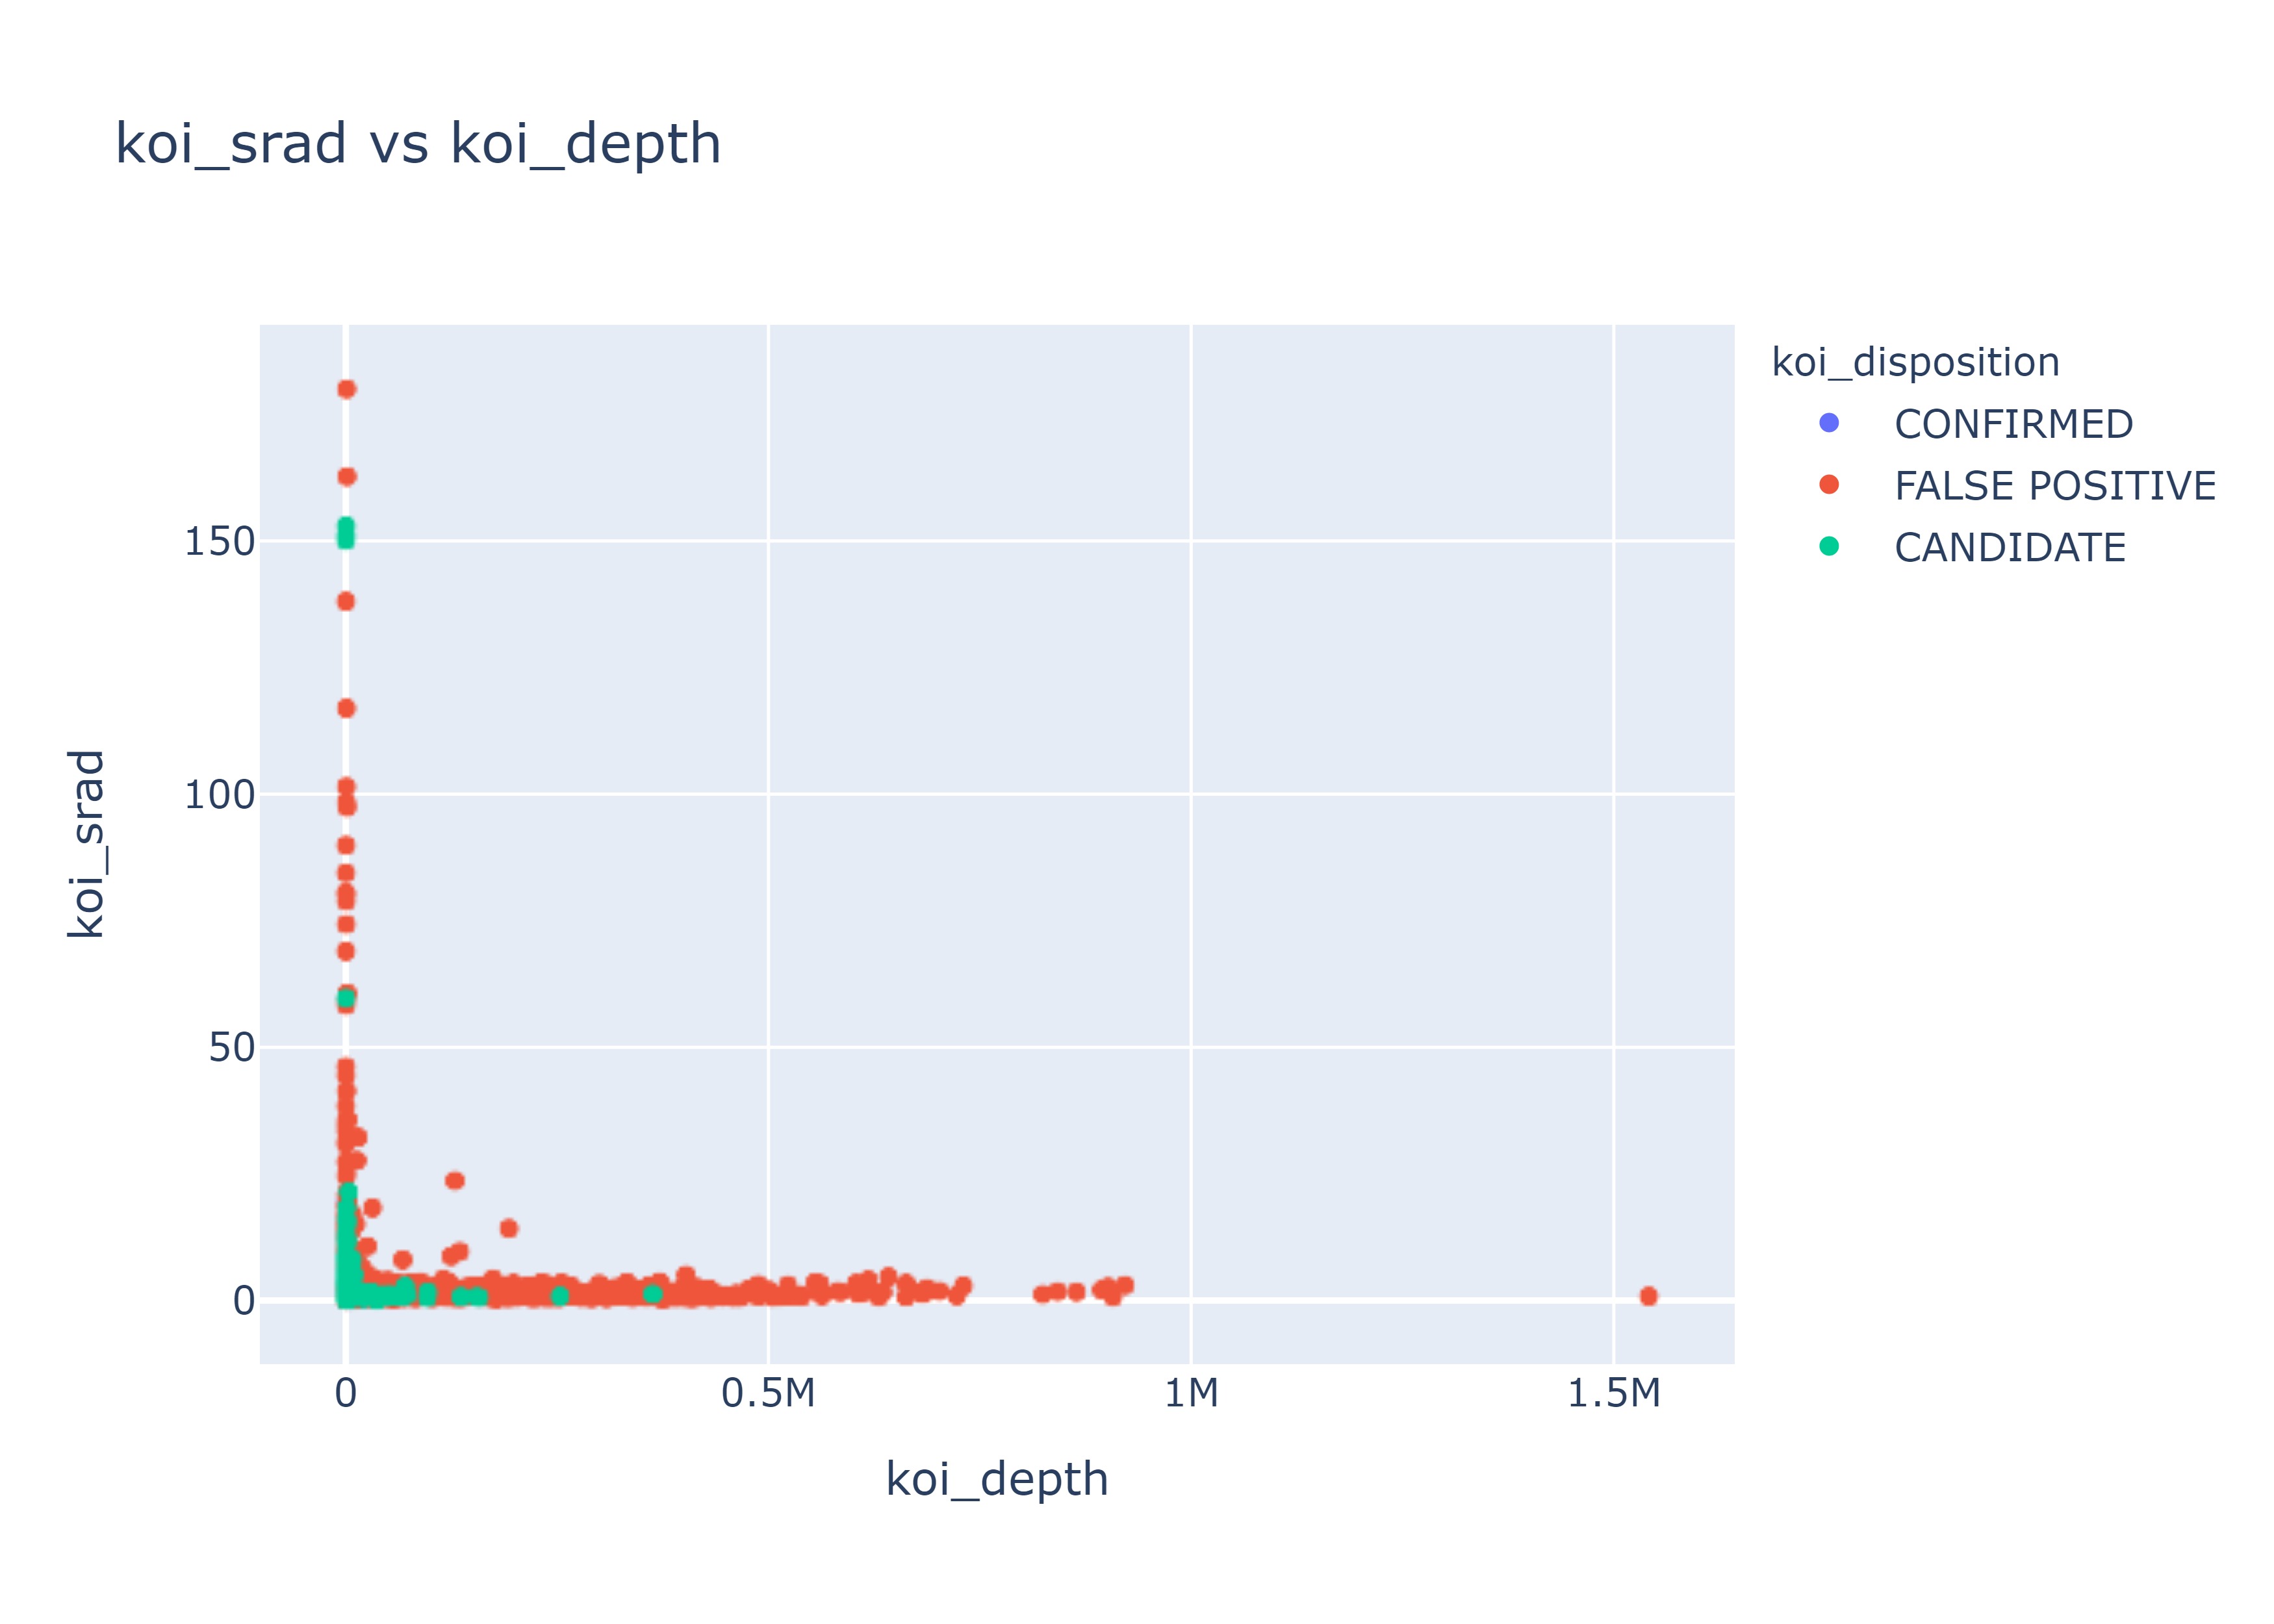 koi_srad vs koi_depth
koi_disposition
CONFIRMED
FALSE POSITIVE
CANDIDATE
150
100
50
0
koi_srad
0
0.5M
1M
1.5M
koi_depth